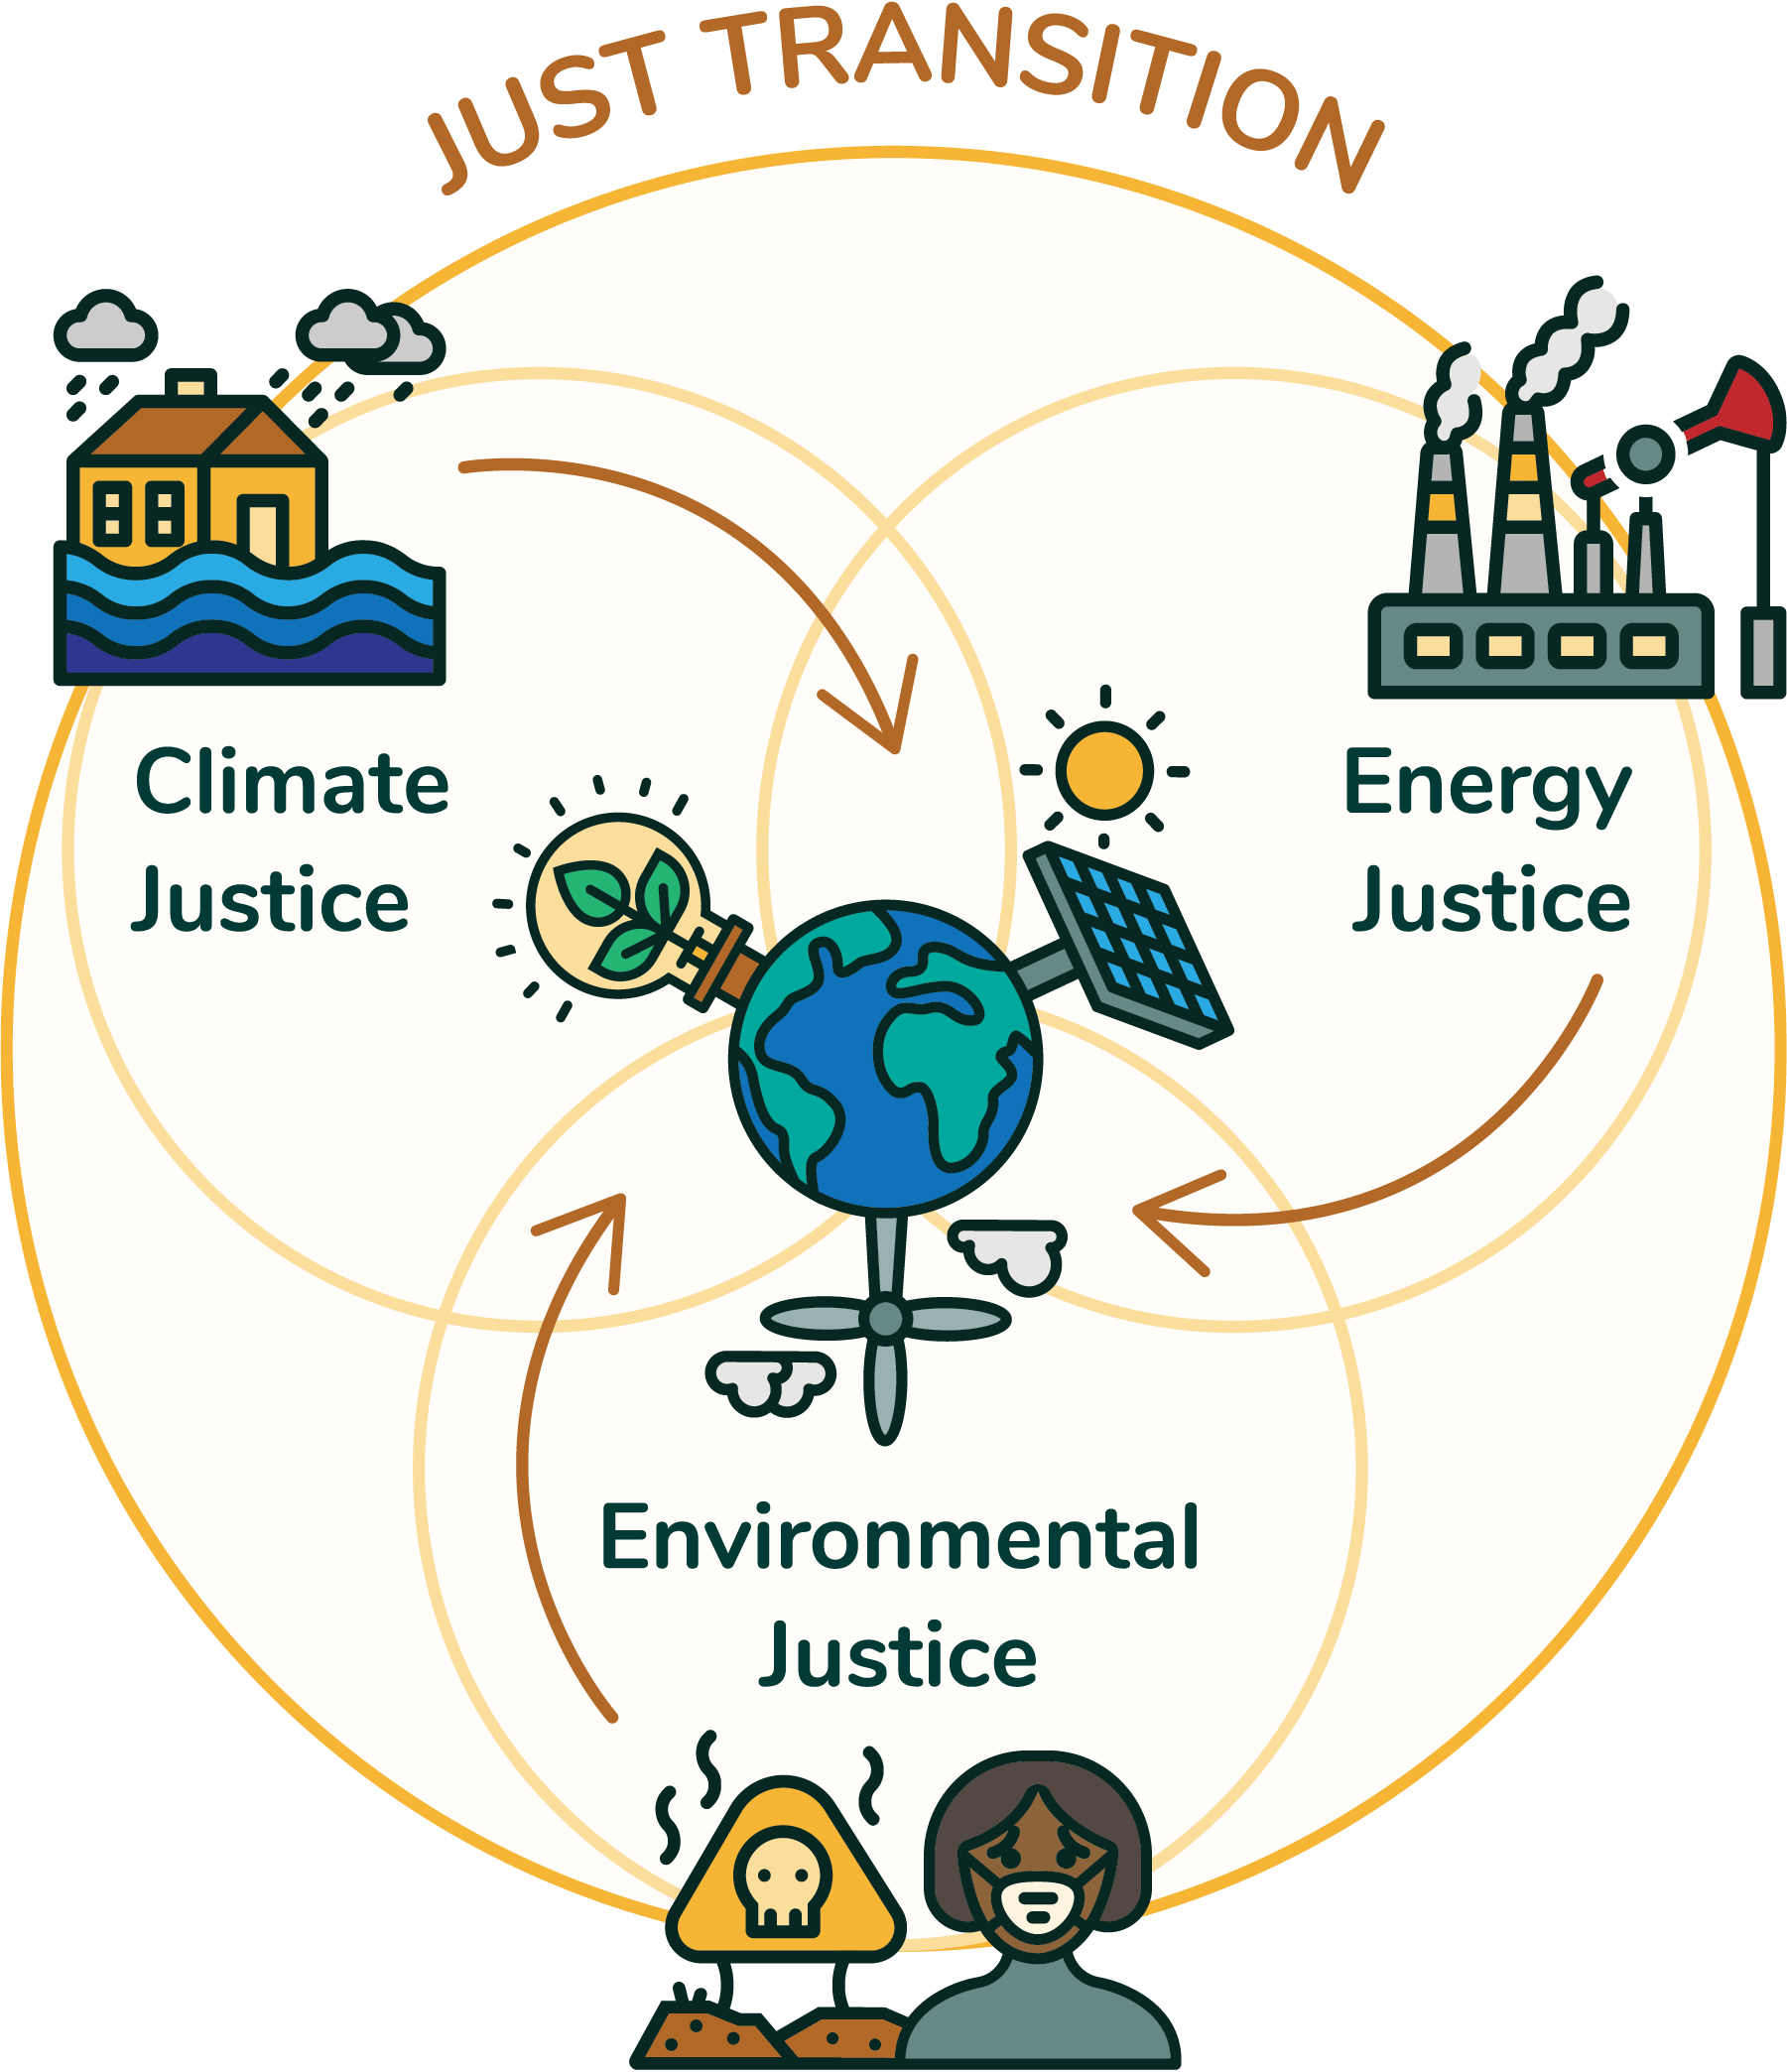 JUST TRANSITION
Climate
Justice
Energy
Justice
Environmental
Justice